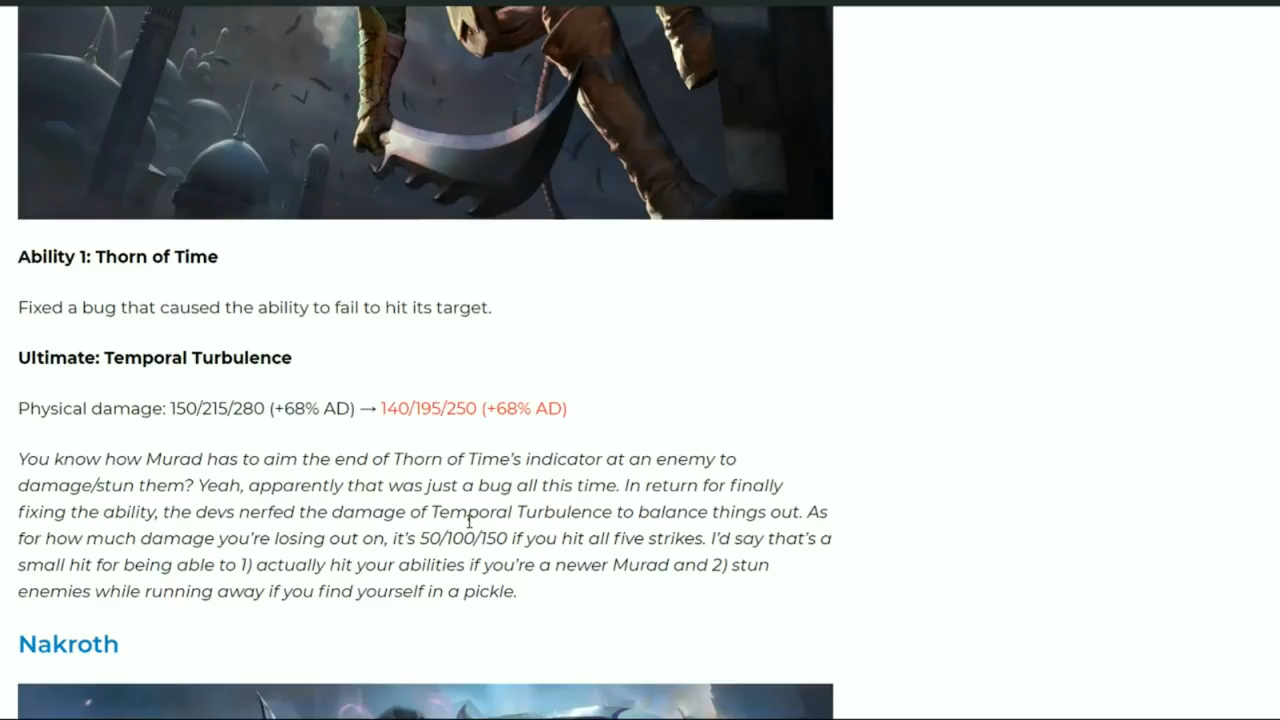 Ability 1: Thorn of Time
Fixed a bug that caused the ability to fail to hit its target.
Ultimate: Temporal Turbulence
Physical damage: 150/215/280 (+68% AD) → 140/195/250 (+68% AD)
You know how Murad has to aim the end of Thorn of Time's indicator at an enemy to
damage/stun them? Yeah, apparently that was just a bug all this time. In return for finally
fixing the ability, the devs nerfed the damage of Temporal Turbulence to balance things out. As
for how much damage you're losing out on, it's 50/100/150 if you hit all five strikes. I'd say that's a
small hit for being able to 1) actually hit your abilities if you're a newer Murad and 2) stun
enemies while running away if you find yourself in a pickle.
Nakroth